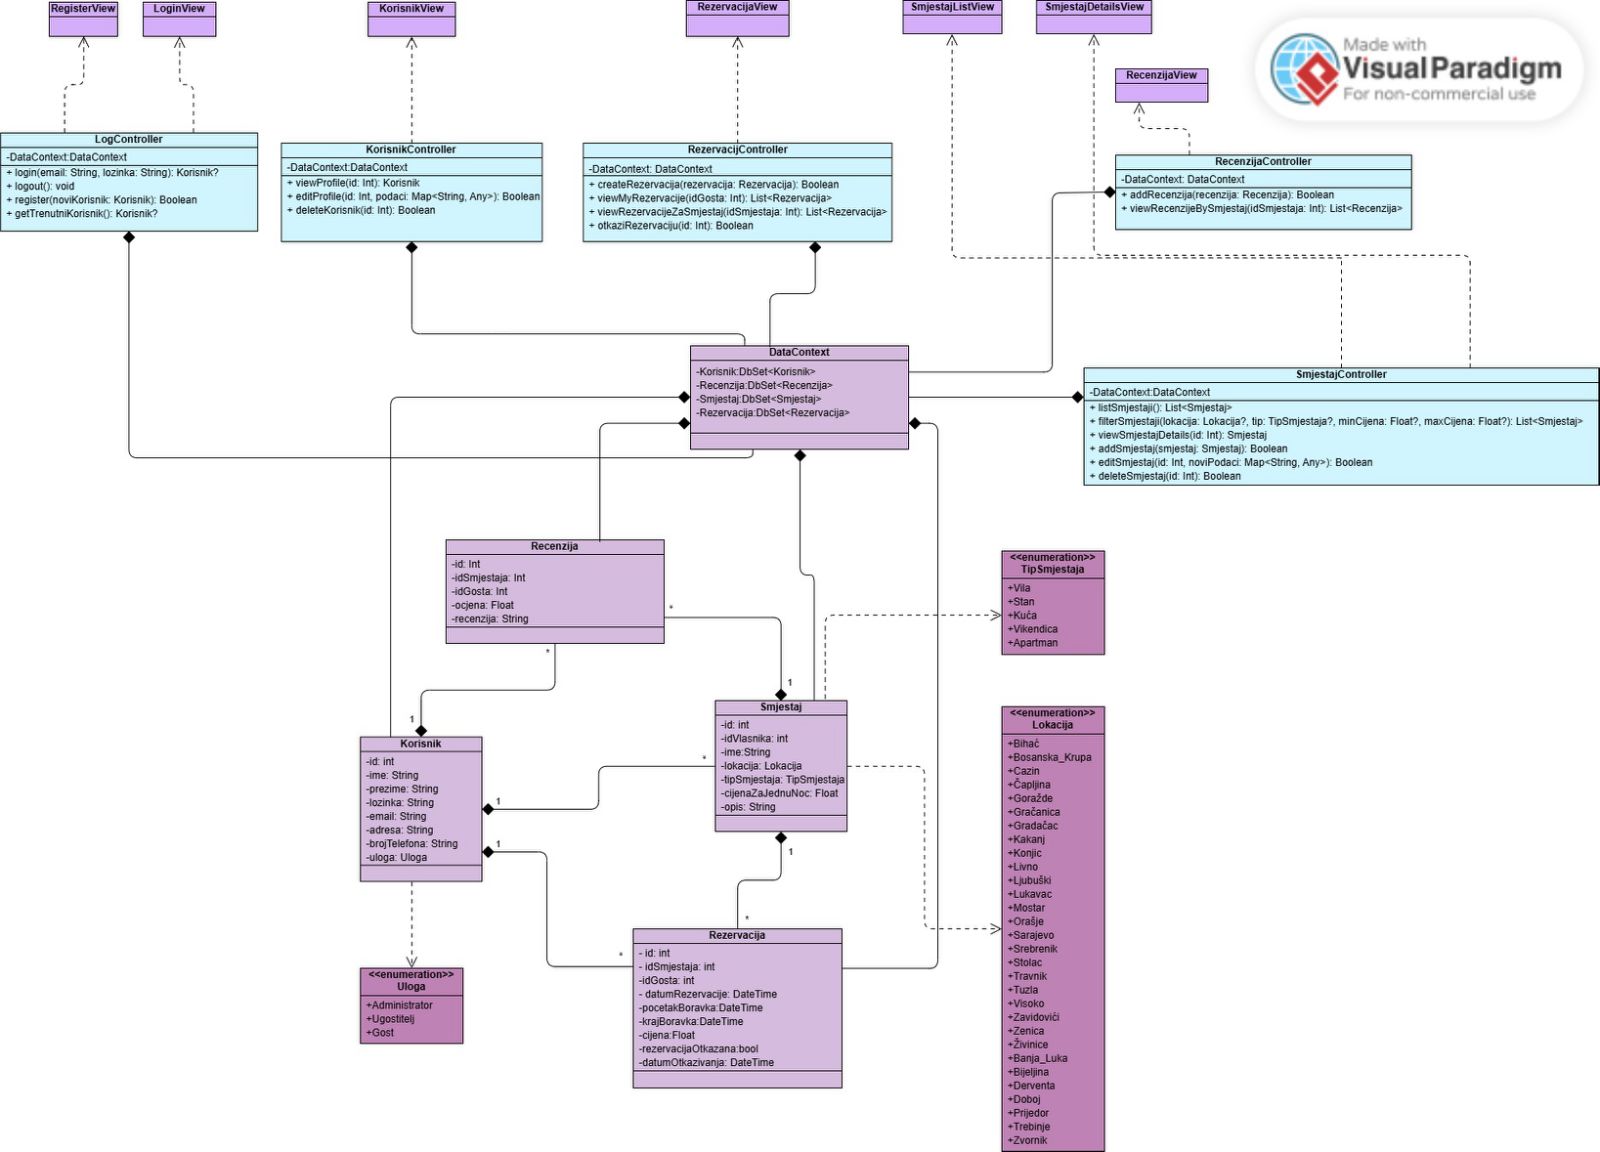 RegisterView
LoginView
KorisnikView
RezervacijaView
SmjestajListView
SmjestajDetailsView
RecenzijaView
Made with
VisualParadigm
For non-commercial use
LogController
-DataContext:DataContext
+ login(email: String, lozinka: String): Korisnik?
+ logout(): void
+ register(noviKorisnik: Korisnik): Boolean
+ getTrenutniKorisnik(): Korisnik?
KorisnikController
-DataContext:DataContext
+ viewProfile(id: Int): Korisnik
+ editProfile(id: Int, podaci: Map<String, Any>): Boolean
+ deleteKorisnik(id: Int): Boolean
RezervacijController
-DataContext: DataContext
+ createRezervacija(rezervacija: Rezervacija): Boolean
+ viewMyRezervacije(idGosta: Int): List<Rezervacija>
+ viewRezervacijeZaSmjestaj(idSmjestaja: Int): List<Rezervacija>
+ otkaziRezervaciju(id: Int): Boolean
RecenzijaController
-DataContext: DataContext
+ addRecenzija(recenzija: Recenzija): Boolean
+ viewRecenzijeBySmjestaj(idSmjestaja: Int): List<Recenzija>
DataContext
-Korisnik:DbSet<Korisnik>
-Recenzija:DbSet<Recenzija>
-Smjestaj:DbSet<Smjestaj>
-Rezervacija:DbSet<Rezervacija>
SmjestajController
-DataContext:DataContext
+ listSmjestaji(): List<Smjestaj>
+ filterSmjestaji(lokacija: Lokacija?, tip: TipSmjestaja?, minCijena: Float?, maxCijena: Float?): List<Smjestaj>
+ viewSmjestajDetails(id: Int): Smjestaj
+ addSmjestaj(smjestaj: Smjestaj): Boolean
+ editSmjestaj(id: Int, noviPodaci: Map<String, Any>): Boolean
+ deleteSmjestaj(id: Int): Boolean
Recenzija
-id: Int
-idSmjestaja: Int
-idGosta: Int
-ocjena: Float
-recenzija: String
*
*
1
1
<<enumeration>>
TipSmjestaja
+Vila
+Stan
+Kuća
+Vikendica
+Apartman
Smjestaj
-id: int
-idVlasnika: int
-ime:String
-lokacija: Lokacija
-tipSmjestaja: TipSmjestaja
-cijenaZaJednuNoc: Float
-opis: String
Korisnik
-id: int
-ime: String
-prezime: String
-lozinka: String
-email: String
-adresa: String
-brojTelefona: String
-uloga: Uloga
*
1
1
1
*
*
<<enumeration>>
Uloga
+Administrator
+Ugostitelj
+Gost
Rezervacija
- id: int
- idSmjestaja: int
-idGosta: int
- datumRezervacije: DateTime
-pocetakBoravka:DateTime
-krajBoravka:DateTime
-cijena:Float
-rezervacijaOtkazana:bool
-datumOtkazivanja: DateTime
<<enumeration>>
Lokacija
+Bihać
+Bosanska_Krupa
+Cazin
+Čapljina
+Goražde
+Gračanica
+Gradačac
+Kakanj
+Konjic
+Livno
+Ljubuški
+Lukavac
+Mostar
+Orašje
+Sarajevo
+Srebrenik
+Stolac
+Travnik
+Tuzla
+Visoko
+Zavidovići
+Zenica
+Živinice
+Banja_Luka
+Bijeljina
+Derventa
+Doboj
+Prijedor
+Trebinje
+Zvornik